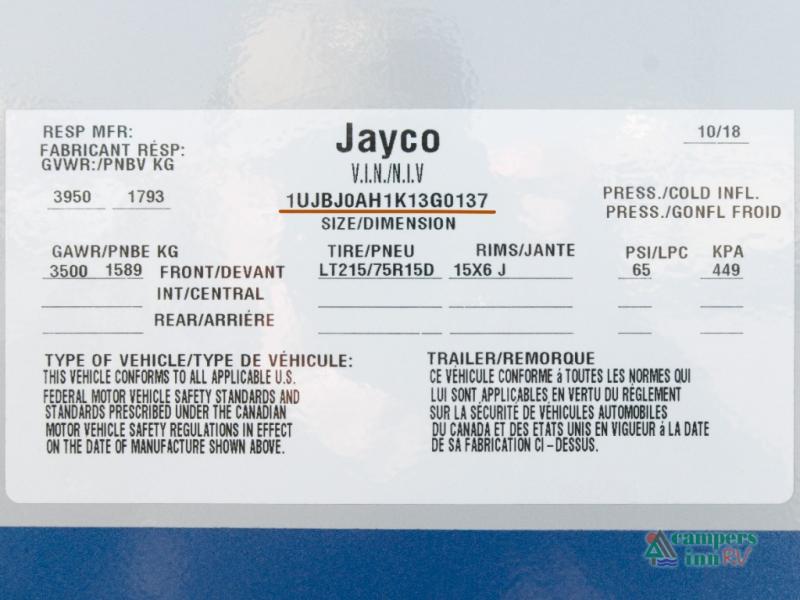 RESP MFR:
FABRICANT RÉSP:
GVWR:/PNBV KG
3950 1793
Jayco
V.I.N./N.I.V
1UJBJ0AH1K13G0137
SIZE/DIMENSION
10/18
PRESS./COLD INFL.
PRESS./GONFL FROID
GAWR/PNBE KG TIRE/PNEU RIMS/JANTE PSI/LPC KPA
3500 1589 FRONT/DEVANT LT215/75R15D 15X6 J 65 449
INT/CENTRAL
REAR/ARRIÉRE
TYPE OF VEHICLE/TYPE DE VÉHICULE:
THIS VEHICLE CONFORMS TO ALL APPLICABLE U.S.
FEDERAL MOTOR VEHICLE SAFETY STANDARDS AND
STANDARDS PRESCRIBED UNDER THE CANADIAN
MOTOR VEHICLE SAFETY REGULATIONS IN EFFECT
ON THE DATE OF MANUFACTURE SHOWN ABOVE.
TRAILER/REMORQUE
CE VÉHICULE CONFORME á TOUTES LES NORMES QUI
LUI SONT APPLICABLES EN VERTU DU RÉGLEMENT
SUR LA SÉCURITÉ DE VÉHICULES AUTOMOBILES
DU CANADA ET DES ETATS UNIS EN VIGUEUR á LA DATE
DE SA FABRICATION CI-DESSUS.
campers
inn RV